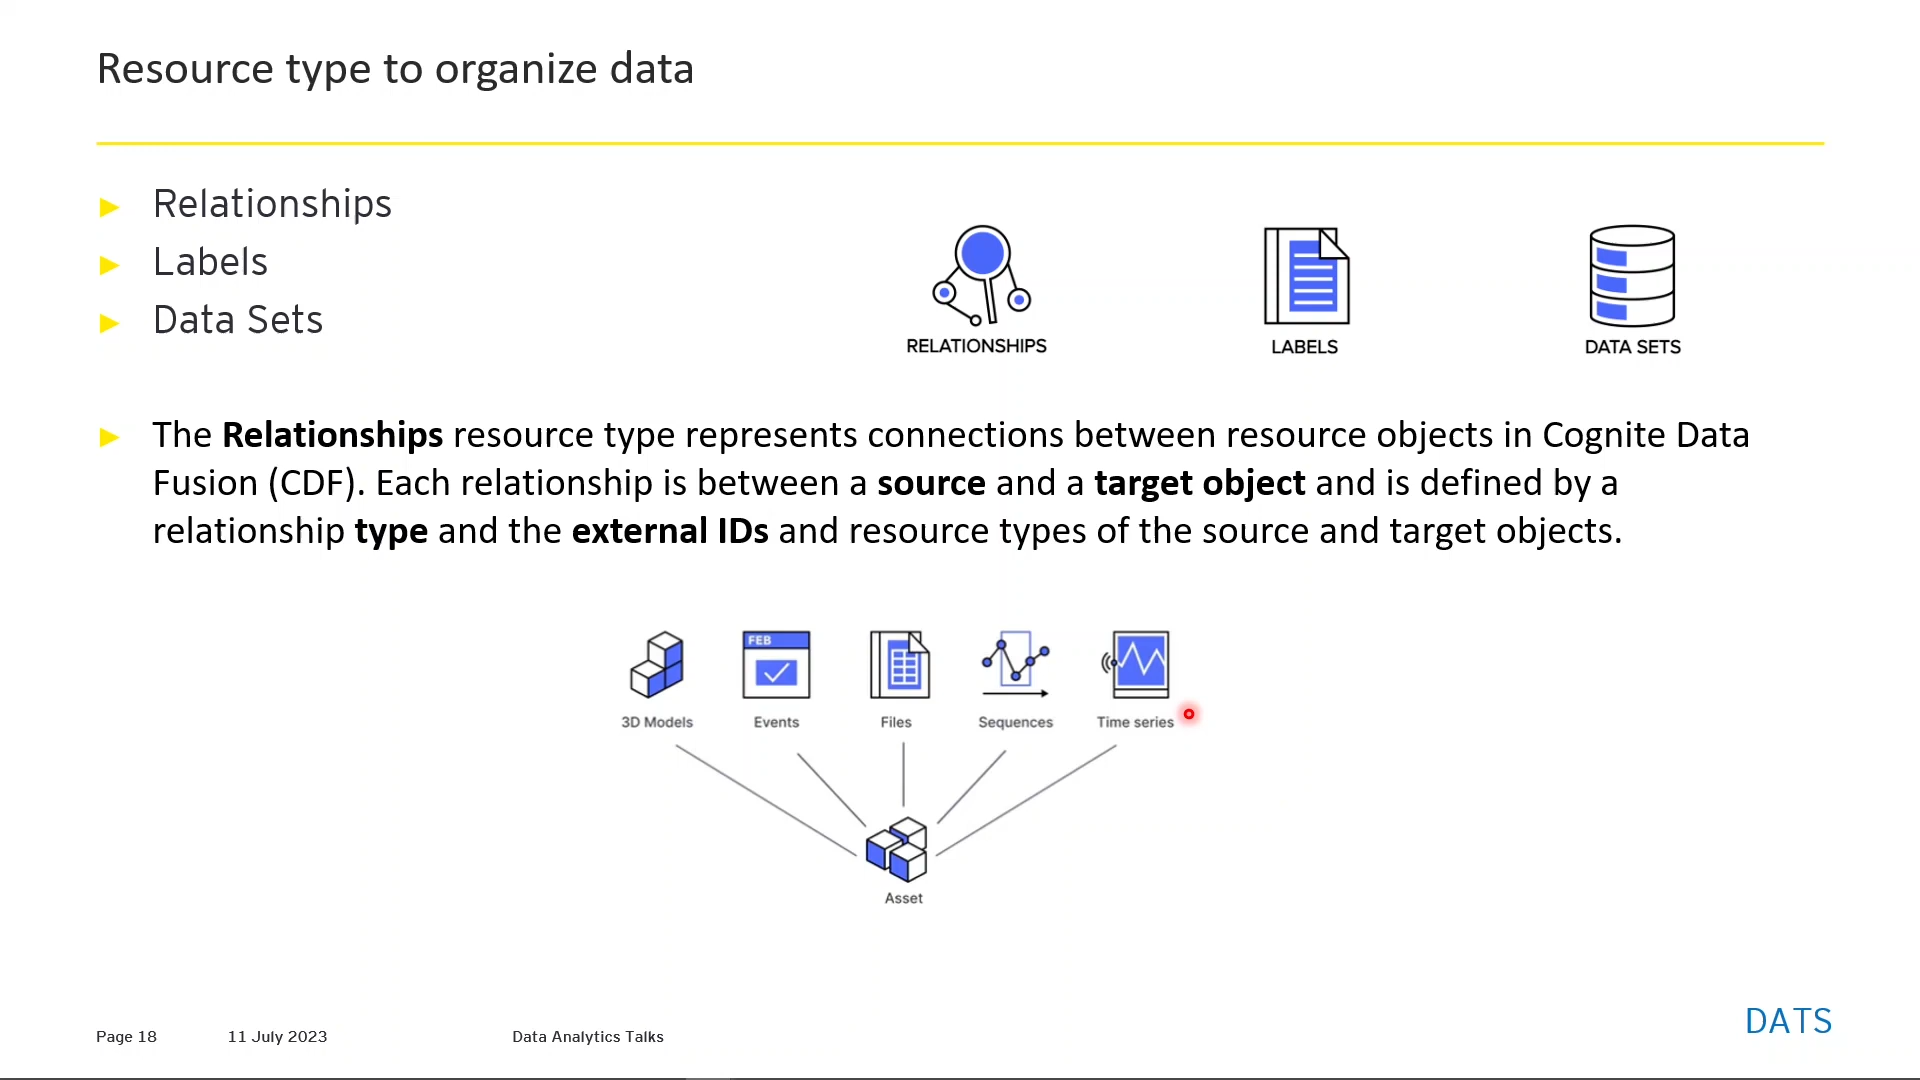 Resource type to organize data
Relationships
Labels
Data Sets
RELATIONSHIPS
LABELS
DATA SETS
The Relationships resource type represents connections between resource objects in Cognite Data
Fusion (CDF). Each relationship is between a source and a target object and is defined by a
relationship type and the external IDs and resource types of the source and target objects.
FEB
3D Models
Events
Files
Sequences
Time series
Asset
Page 18
11 July 2023
Data Analytics Talks
DATS